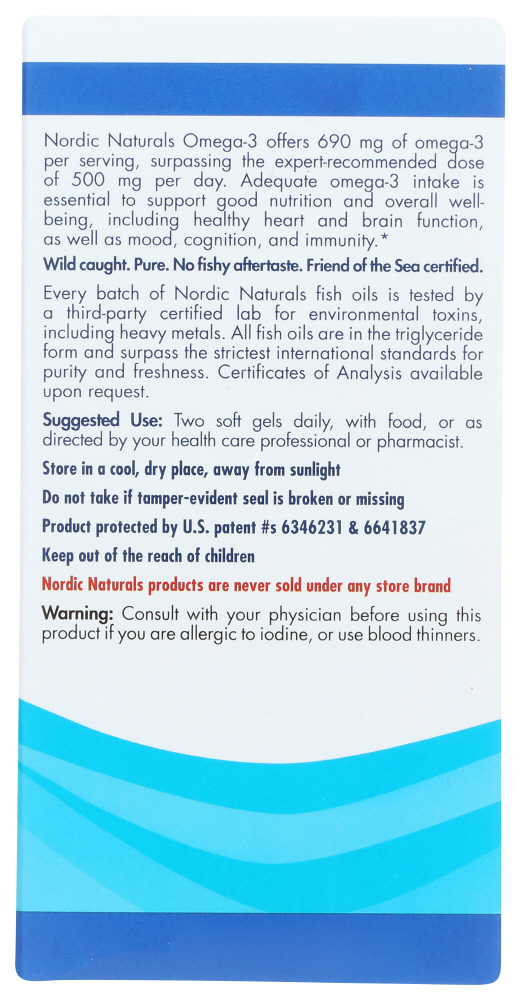 Nordic Naturals Omega-3 offers 690 mg of omega-3
per serving, surpassing the expert-recommended dose
of 500 mg per day. Adequate omega-3 intake is
essential to support good nutrition and overall well-
being, including healthy heart and brain function,
as well as mood, cognition, and immunity.*
Wild caught. Pure. No fishy aftertaste. Friend of the Sea certified.
Every batch of Nordic Naturals fish oils is tested by
a third-party certified lab for environmental toxins,
including heavy metals. All fish oils are in the triglyceride
form and surpass the strictest international standards for
purity and freshness. Certificates of Analysis available
upon request.
Suggested Use: Two soft gels daily, with food, or as
directed by your health care professional or pharmacist.
Store in a cool, dry place, away from sunlight
Do not take if tamper-evident seal is broken or missing
Product protected by U.S. patent #s 6346231 & 6641837
Keep out of the reach of children
Nordic Naturals products are never sold under any store brand
Warning: Consult with your physician before using this
product if you are allergic to iodine, or use blood thinners.